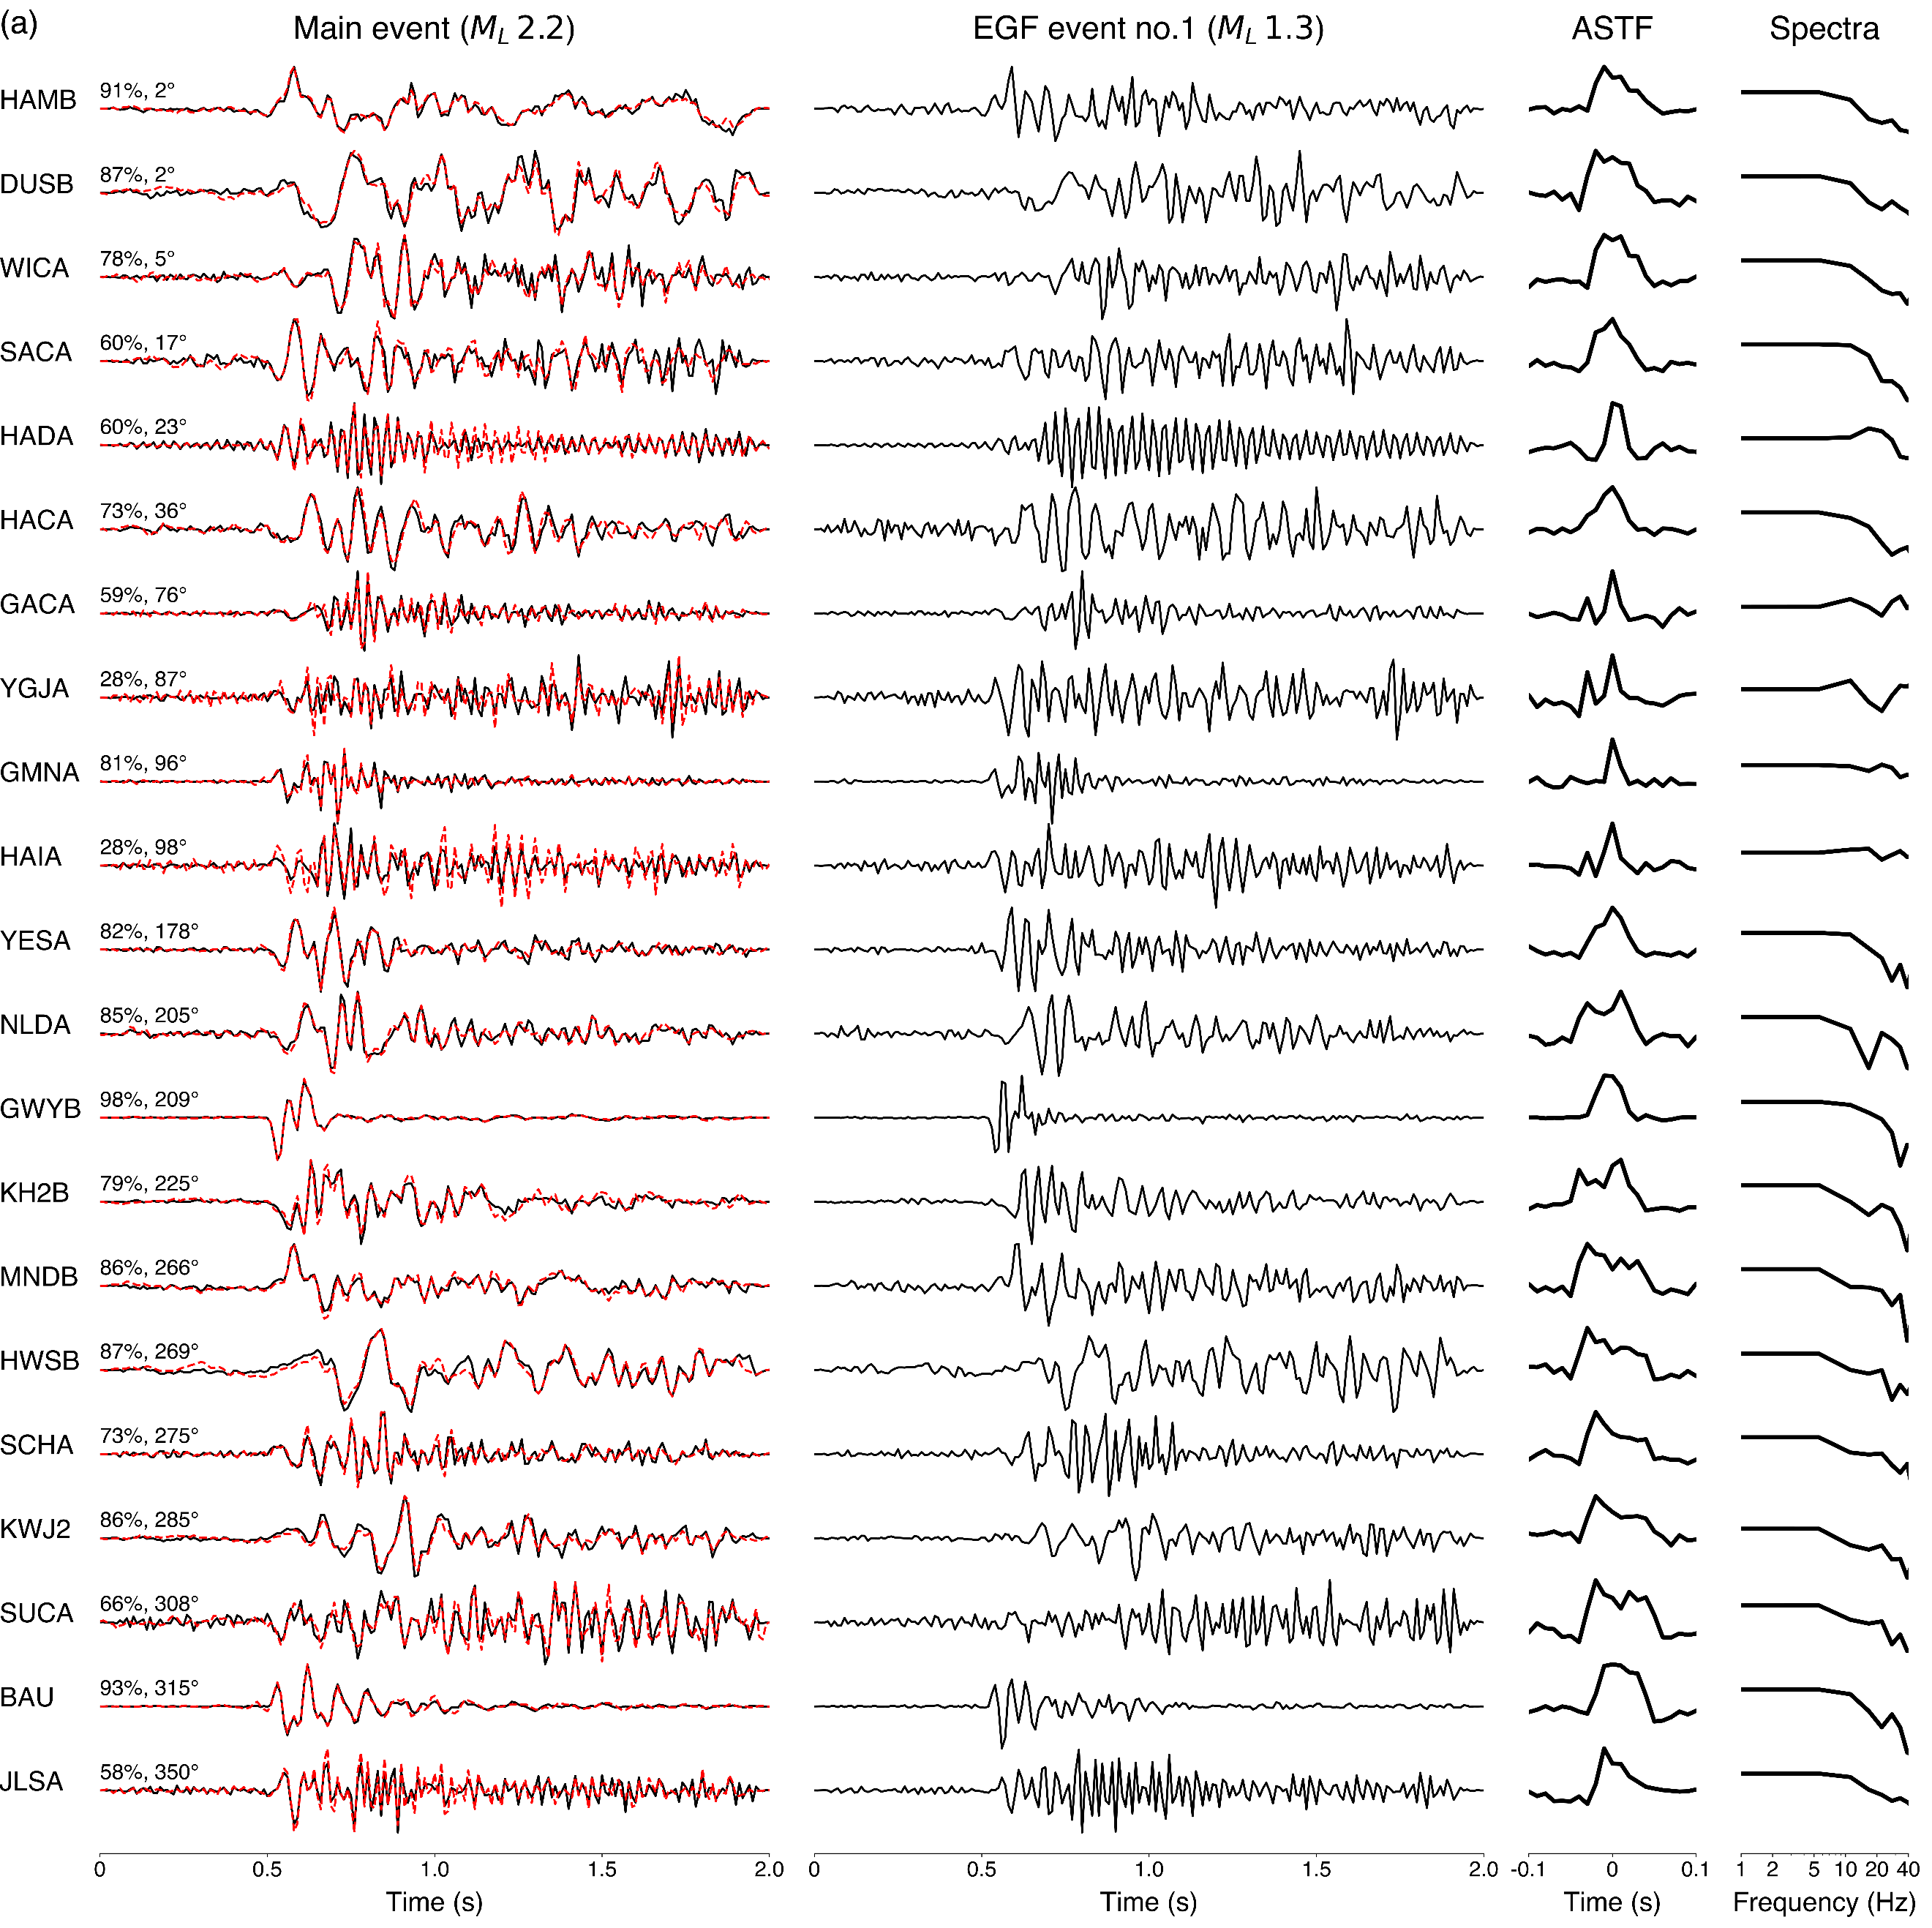 (a) Main event (M_L 2.2) EGF event no.1 (M_L 1.3) ASTF Spectra
HAMB 91%, 2°
DUSB 87%, 2°
WICA 78%, 5°
SACA 60%, 17°
HADA 60%, 23°
HACA 73%, 36°
GACA 59%, 76°
YGJA 28%, 87°
GMNA 81%, 96°
HAIA 28%, 98°
YESA 82%, 178°
NLDA 85%, 205°
GWYB 98%, 209°
KH2B 79%, 225°
MNDB 86%, 266°
HWSB 87%, 269°
SCHA 73%, 275°
KWJ2 86%, 285°
SUCA 66%, 308°
BAU 93%, 315°
JLSA 58%, 350°
0 0.5 1.0 1.5 2.0 0 0.5 1.0 1.5 2.0 -0.1 0 0.1 1 2 5 10 20 40
Time (s) Time (s) Time (s) Frequency (Hz)